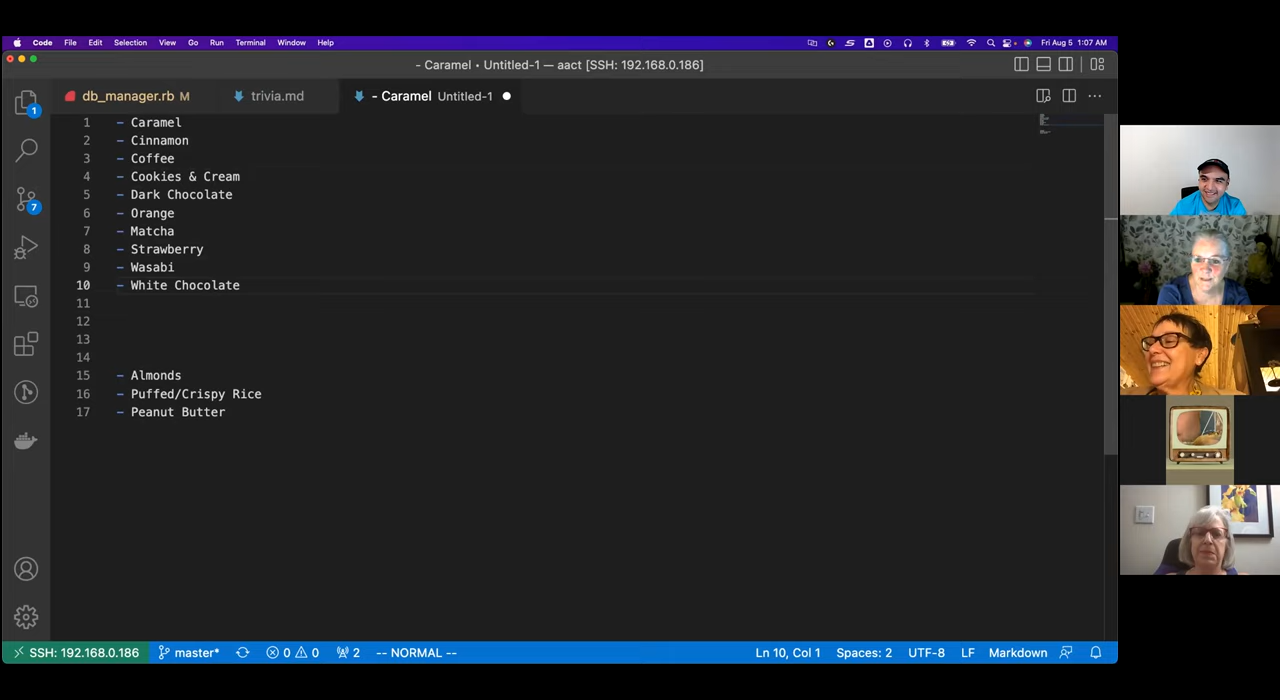 Code File Edit Selection View Go Run Terminal Window Help Fri Aug 5 1:07 AM
- Caramel • Untitled-1 — aact [SSH: 192.168.0.186]
db_manager.rb M trivia.md - Caramel Untitled-1
1 - Caramel
2 - Cinnamon
3 - Coffee
4 - Cookies & Cream
5 - Dark Chocolate
6 - Orange
7 - Matcha
8 - Strawberry
9 - Wasabi
10 - White Chocolate
11
12
13
14
15 - Almonds
16 - Puffed/Crispy Rice
17 - Peanut Butter
1
7
SSH: 192.168.0.186 master* 0 0 2 -- NORMAL -- Ln 10, Col 1 Spaces: 2 UTF-8 LF Markdown